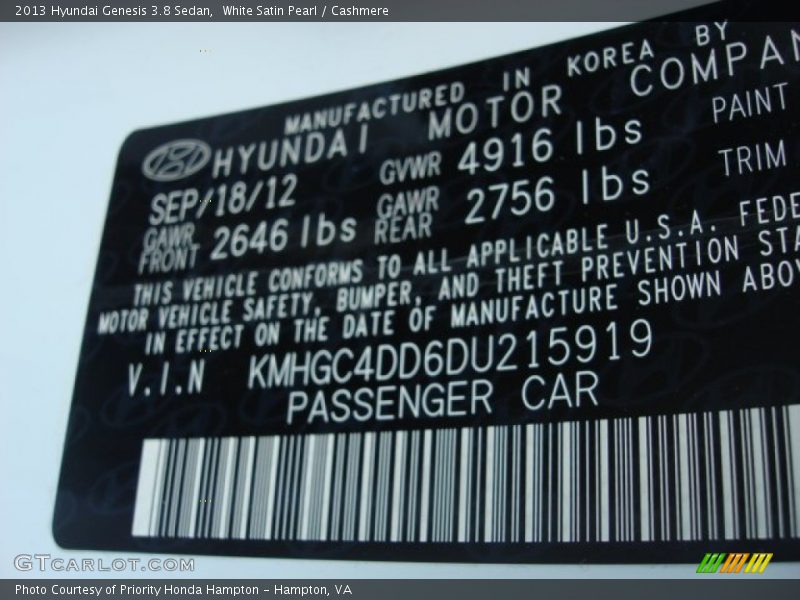 2013 Hyundai Genesis 3.8 Sedan,  White Satin Pearl / Cashmere
MANUFACTURED IN KOREA BY
HYUNDAI MOTOR COMPAN
SEP/18/12 GVWR 4916 lbs PAINT
GAWR FRONT 2646 lbs GAWR REAR 2756 lbs TRIM
THIS VEHICLE CONFORMS TO ALL APPLICABLE U.S.A. FEDE
MOTOR VEHICLE SAFETY, BUMPER, AND THEFT PREVENTION STA
IN EFFECT ON THE DATE OF MANUFACTURE SHOWN ABOV
V.I.N KMHGC4DD6DU215919
PASSENGER CAR
GTCARLOT.COM
Photo Courtesy of Priority Honda Hampton - Hampton, VA